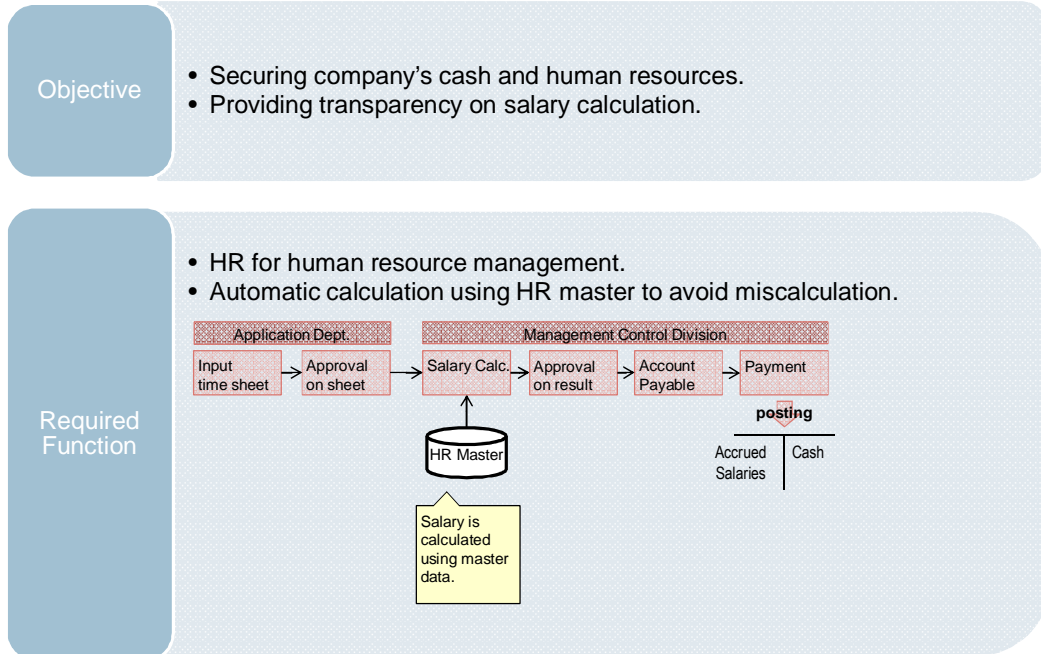 Objective
• Securing company's cash and human resources.
• Providing transparency on salary calculation.
Required
Function
• HR for human resource management.
• Automatic calculation using HR master to avoid miscalculation.
Application Dept.
Management Control Division
Input
time sheet
Approval
on sheet
Salary Calc.
Approval
on result
Account
Payable
Payment
posting
Accrued
Salaries
Cash
HR Master
Salary is
calculated
using master
data.